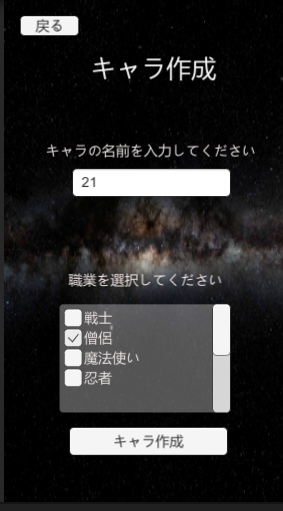 戻る
キャラ作成
キャラの名前を入力してください
21
職業を選択してください
戦士
僧侶
魔法使い
忍者
キャラ作成